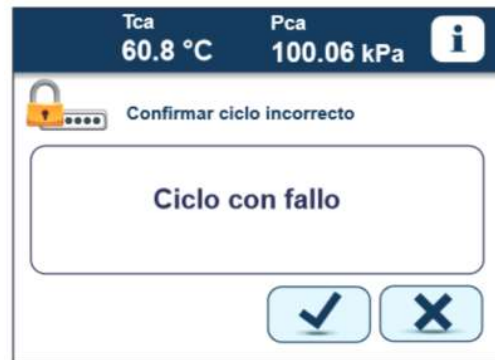 Tca Pca
60.8 °C 100.06 kPa
i
Confirmar ciclo incorrecto
Ciclo con fallo